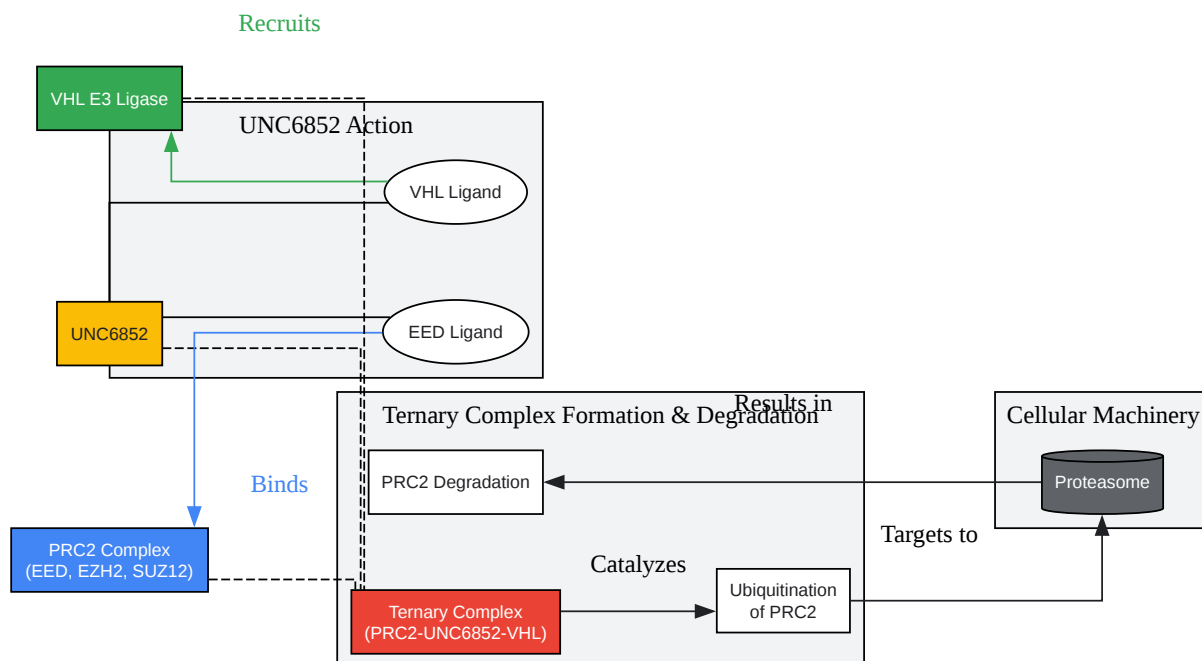 Recruits
VHL E3 Ligase
UNC6852 Action
VHL Ligand
UNC6852
EED Ligand
Results in
Ternary Complex Formation & Degradation
Cellular Machinery
PRC2 Degradation
Proteasome
Binds
Targets to
PRC2 Complex
(EED, EZH2, SUZ12)
Catalyzes
Ubiquitination
of PRC2
Ternary Complex
(PRC2-UNC6852-VHL)